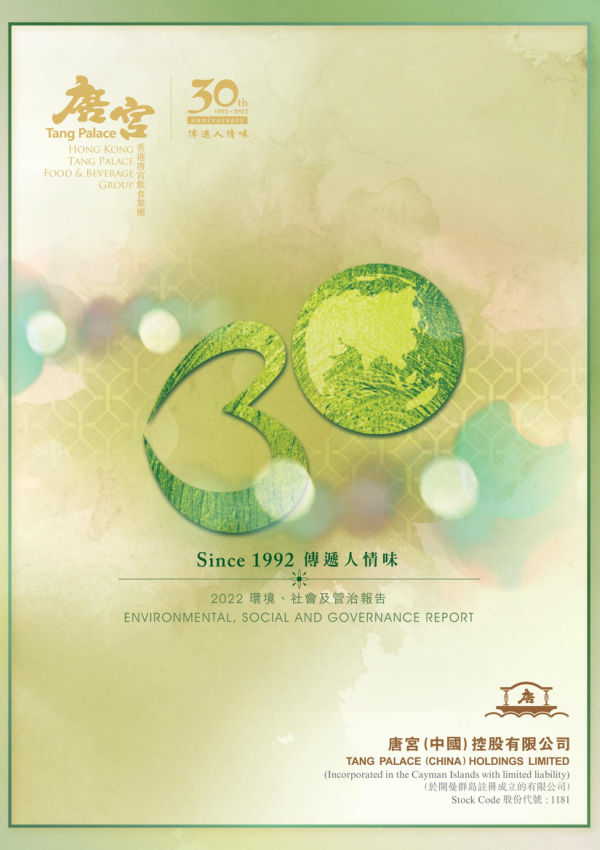 唐宮
Tang Palace
HONG KONG
TANG PALACE
FOOD & BEVERAGE
GROUP
香港唐宮飲食集團
30th
1992-2022
anniversary
傳遞人情味
30
Since 1992 傳遞人情味
2022 環境、社會及管治報告
ENVIRONMENTAL, SOCIAL AND GOVERNANCE REPORT
唐
唐宮(中國)控股有限公司
TANG PALACE (CHINA) HOLDINGS LIMITED
(Incorporated in the Cayman Islands with limited liability)
(於開曼群島註冊成立的有限公司)
Stock Code 股份代號 : 1181